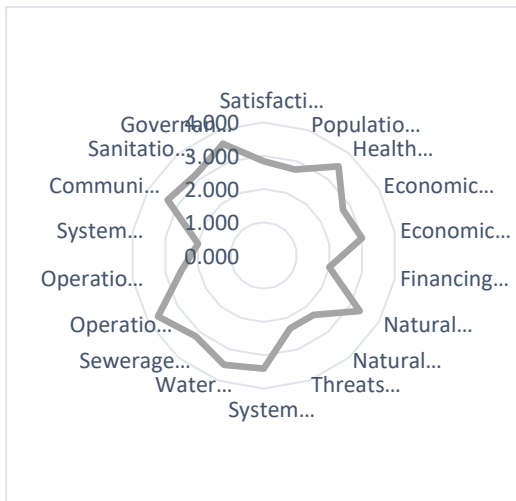 Satisfacti...
Populatio...
Health...
Economic...
Economic...
Financing...
Natural...
Natural...
Threats...
System...
Water...
Sewerage...
Operatio...
Operatio...
System...
Communi...
Sanitatio...
Governan...
4.000
3.000
2.000
1.000
0.000